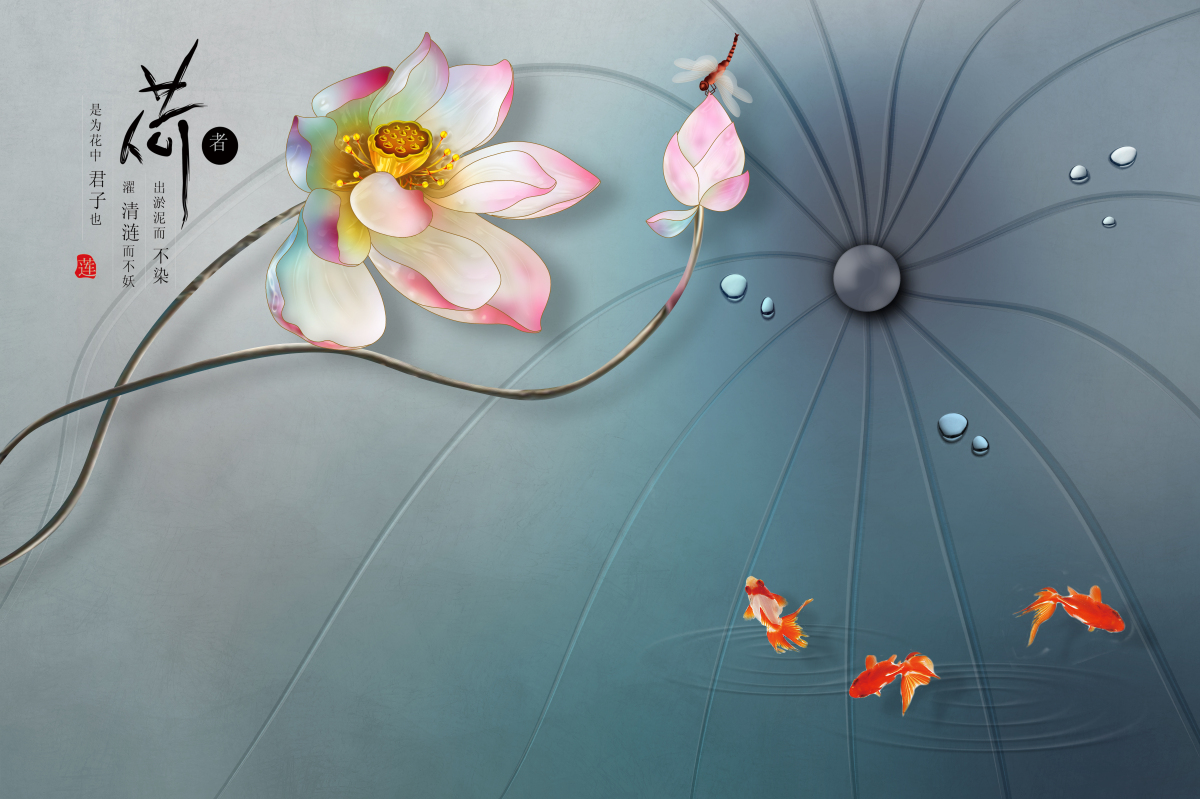 荷
者
出淤泥而不染
濯清涟而不妖
是为花中君子也
莲